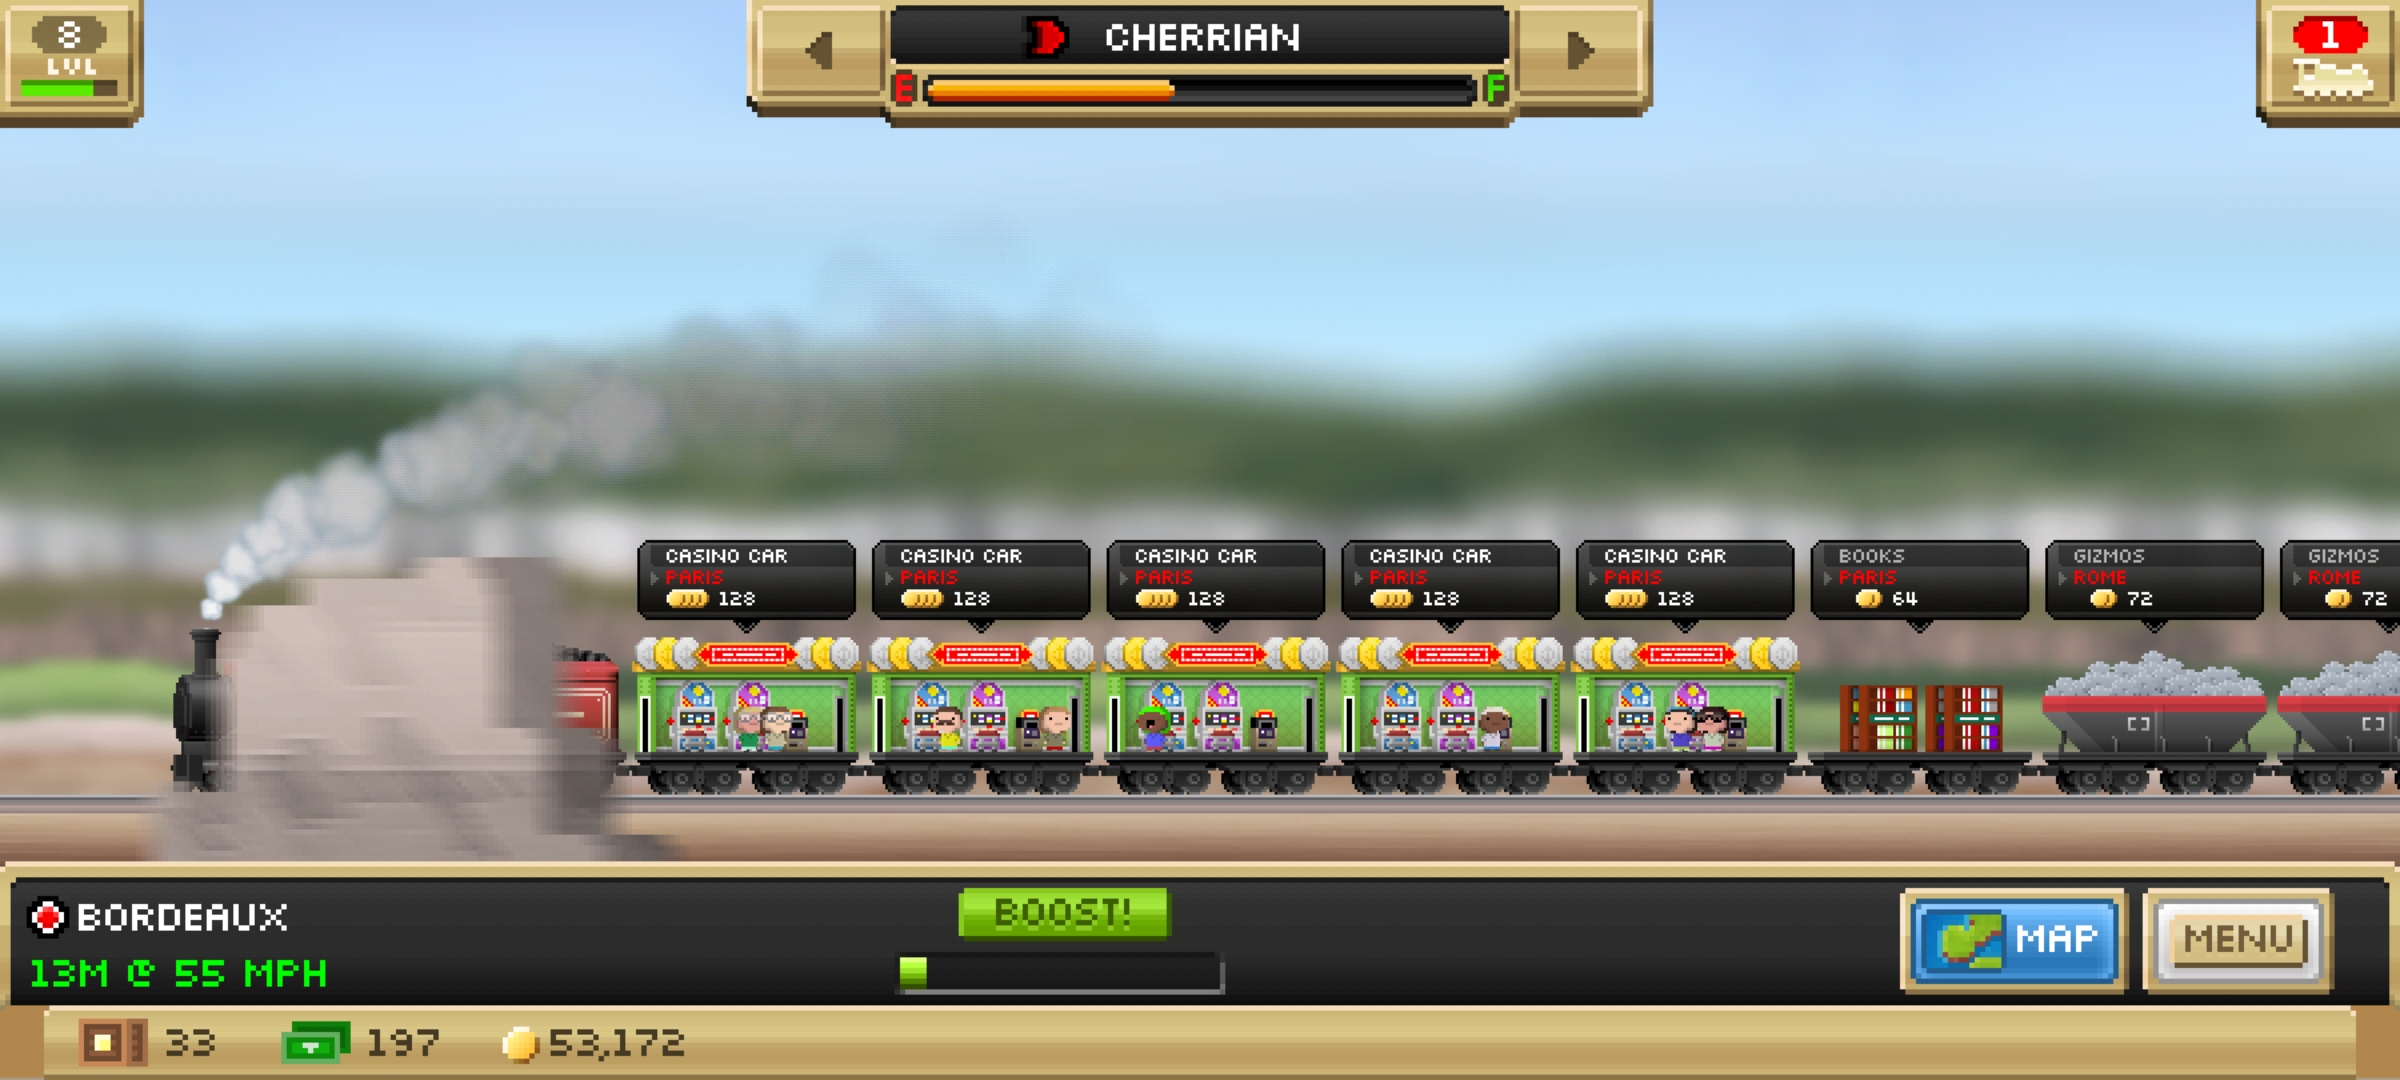 8
LVL
CHERRIAN
E F
1
CASINO CAR
PARIS
128
CASINO CAR
PARIS
128
CASINO CAR
PARIS
128
CASINO CAR
PARIS
128
CASINO CAR
PARIS
128
BOOKS
PARIS
64
GIZMOS
ROME
72
GIZMOS
ROME
72
BORDEAUX
13M @ 55 MPH
BOOST!
MAP
MENU
33
197
53,172